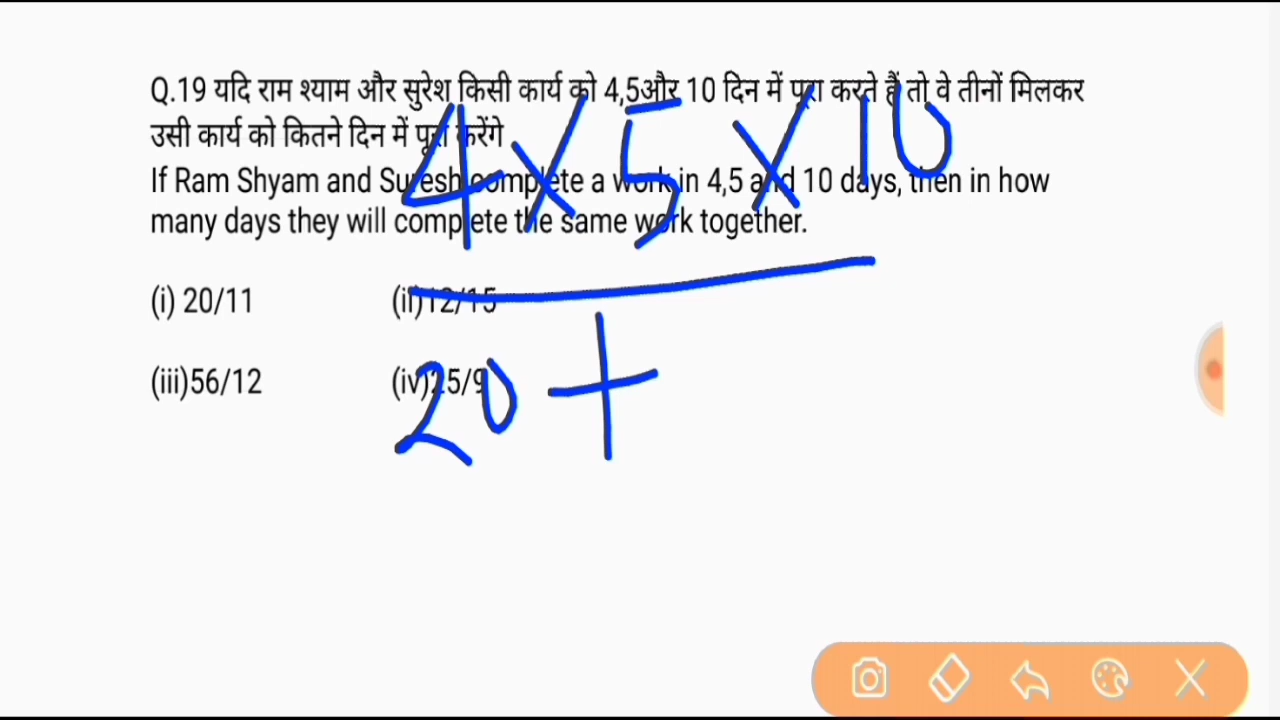 Q.19 यदि राम श्याम और सुरेश किसी कार्य को 4,5और 10 दिन में पूरा करते हैं तो वे तीनों मिलकर
उसी कार्य को कितने दिन में पूरा करेंगे
If Ram Shyam and Suresh complete a work in 4,5 and 10 days, then in how
many days they will complete the same work together.
4 X 5 X 10
(i) 20/11 (ii)12/15
(iii)56/12 (iv)25/9
20 +